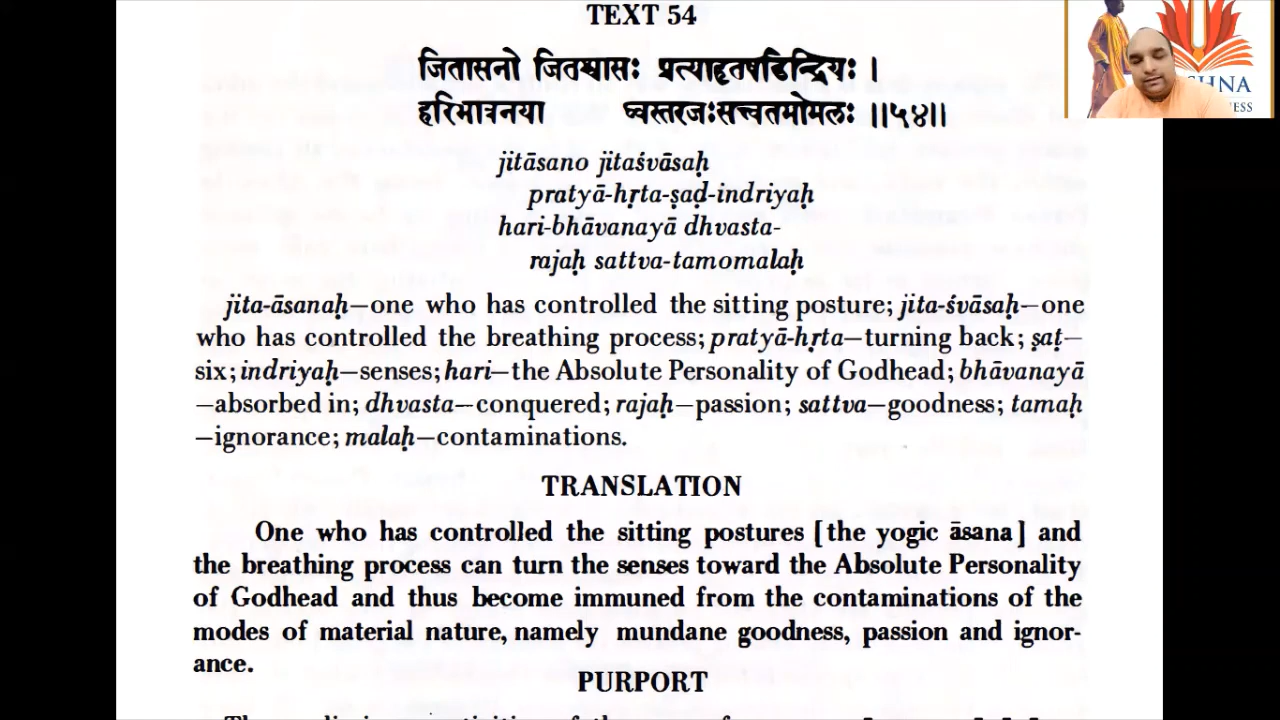 TEXT 54
जितासनो जितश्वासः प्रत्याहृतषडिन्द्रियः ।
हरिभावनया ध्वस्तरजःसत्त्वतमोमलः ॥५४॥
jitāsano jitaśvāsaḥ
pratyā-hṛta-ṣaḍ-indriyaḥ
hari-bhāvanayā dhvasta-
rajaḥ sattva-tamomalaḥ
jita-āsanaḥ—one who has controlled the sitting posture; jita-śvāsaḥ—one
who has controlled the breathing process; pratyā-hṛta—turning back; ṣaṭ—
six; indriyaḥ—senses; hari—the Absolute Personality of Godhead; bhāvanayā
—absorbed in; dhvasta—conquered; rajaḥ—passion; sattva—goodness; tamaḥ
—ignorance; malaḥ—contaminations.
TRANSLATION
One who has controlled the sitting postures [the yogic āsana] and
the breathing process can turn the senses toward the Absolute Personality
of Godhead and thus become immuned from the contaminations of the
modes of material nature, namely mundane goodness, passion and ignor-
ance.
PURPORT